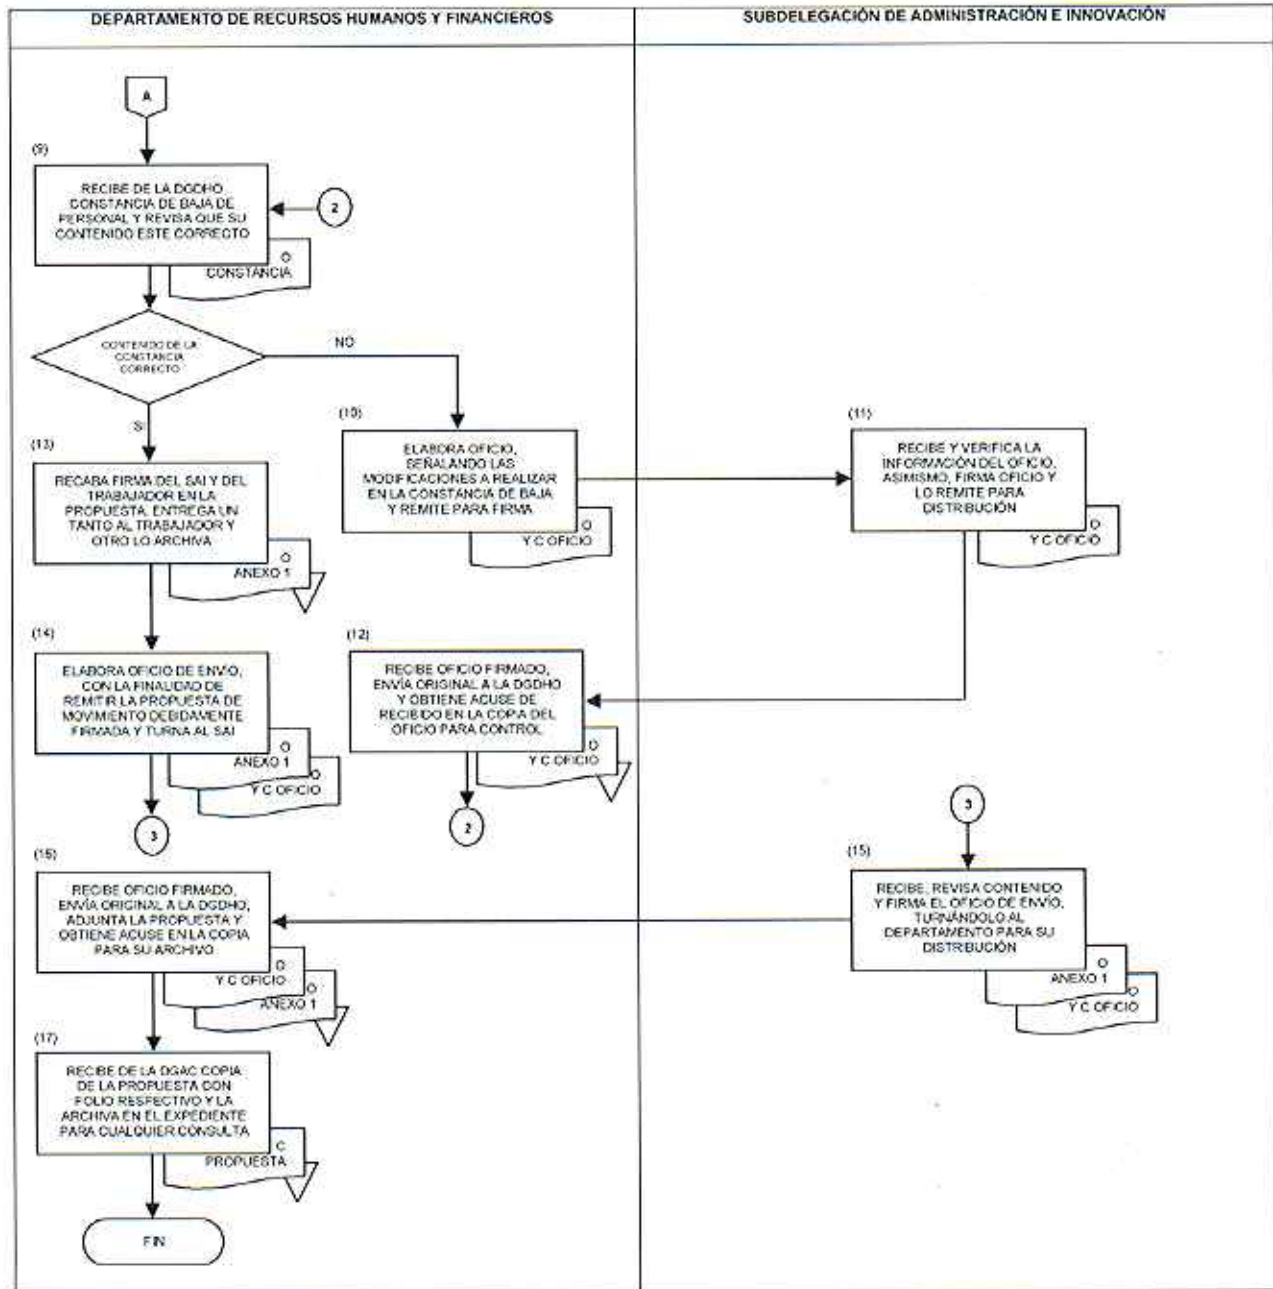 DEPARTAMENTO DE RECURSOS HUMANOS Y FINANCIEROS
SUBDELEGACIÓN DE ADMINISTRACIÓN E INNOVACIÓN
A
(9)
RECIBE DE LA DGDHO
CONSTANCIA DE BAJA DE
PERSONAL Y REVISA QUE SU
CONTENIDO ESTE CORRECTO
2
O
CONSTANCIA
CONTENIDO DE LA
CONSTANCIA
CORRECTO
NO
SI
(10)
ELABORA OFICIO,
SEÑALANDO LAS
MODIFICACIONES A REALIZAR
EN LA CONSTANCIA DE BAJA
Y REMITE PARA FIRMA
O
Y C OFICIO
(11)
RECIBE Y VERIFICA LA
INFORMACIÓN DEL OFICIO,
ASIMISMO, FIRMA OFICIO Y
LO REMITE PARA
DISTRIBUCIÓN
O
Y C OFICIO
(13)
RECABA FIRMA DEL SAI Y DEL
TRABAJADOR EN LA
PROPUESTA, ENTREGA UN
TANTO AL TRABAJADOR Y
OTRO LO ARCHIVA
O
ANEXO 1
(14)
ELABORA OFICIO DE ENVÍO,
CON LA FINALIDAD DE
REMITIR LA PROPUESTA DE
MOVIMIENTO DEBIDAMENTE
FIRMADA Y TURNA AL SAI
O
ANEXO 1
O
Y C OFICIO
3
(12)
RECIBE OFICIO FIRMADO,
ENVÍA ORIGINAL A LA DGDHO
Y OBTIENE ACUSE DE
RECIBIDO EN LA COPIA DEL
OFICIO PARA CONTROL
O
Y C OFICIO
2
3
(15)
RECIBE, REVISA CONTENIDO
Y FIRMA EL OFICIO DE ENVÍO,
TURNÁNDOLO AL
DEPARTAMENTO PARA SU
DISTRIBUCIÓN
O
ANEXO 1
O
Y C OFICIO
(16)
RECIBE OFICIO FIRMADO,
ENVÍA ORIGINAL A LA DGDHO,
ADJUNTA LA PROPUESTA Y
OBTIENE ACUSE EN LA COPIA
PARA SU ARCHIVO
O
Y C OFICIO
O
ANEXO 1
(17)
RECIBE DE LA DGAC COPIA
DE LA PROPUESTA CON
FOLIO RESPECTIVO Y LA
ARCHIVA EN EL EXPEDIENTE
PARA CUALQUIER CONSULTA
C
PROPUESTA
FIN